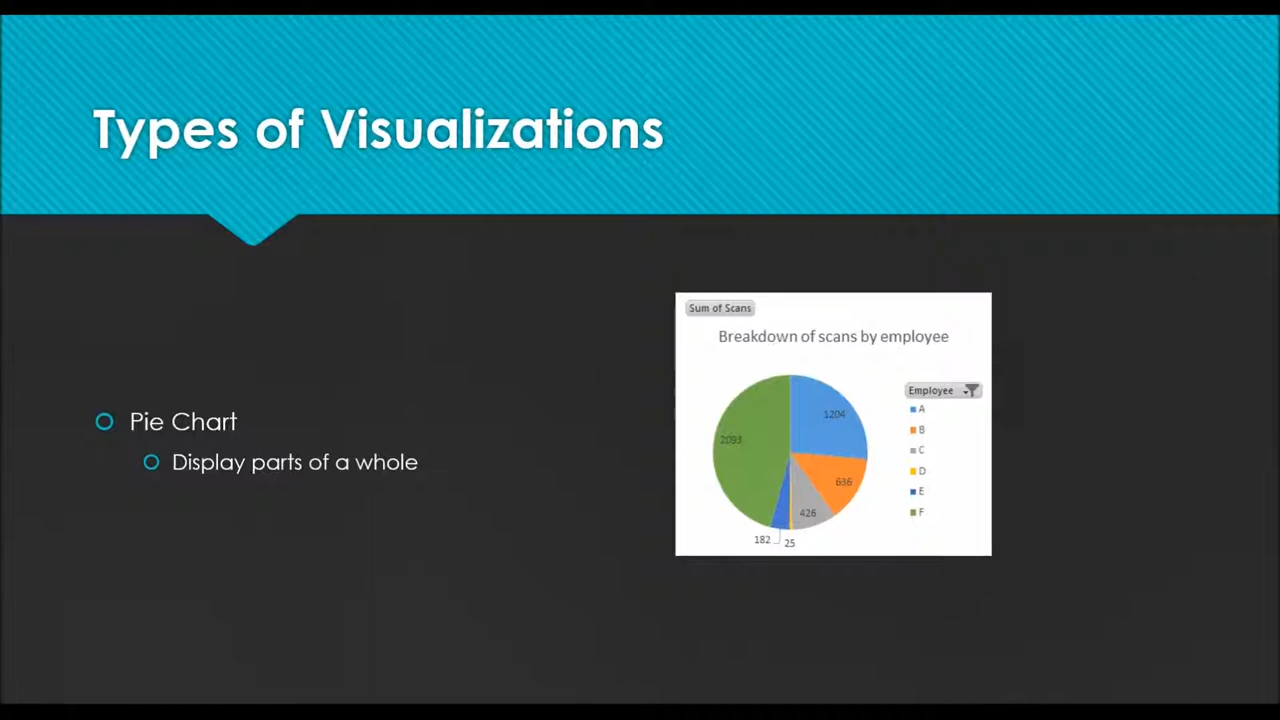 Types of Visualizations
Pie Chart
Display parts of a whole
Sum of Scans
Breakdown of scans by employee
Employee
A
B
C
D
E
F
1204
636
426
25
182
2093